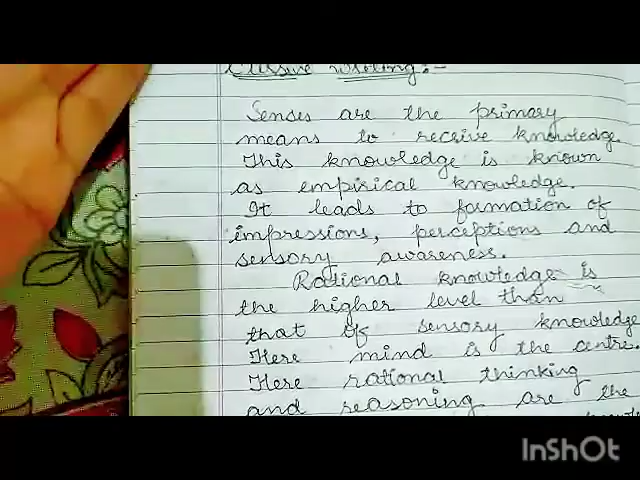 Cursive Writing:-
Senses are the primary
means to receive knowledge.
This knowledge is known
as empirical knowledge.
It leads to formation of
impressions, perceptions and
sensory awareness.
Rational knowledge is
the higher level than
that of sensory knowledge
Here mind is the centre.
Here rational thinking
and reasoning are the
InShOt